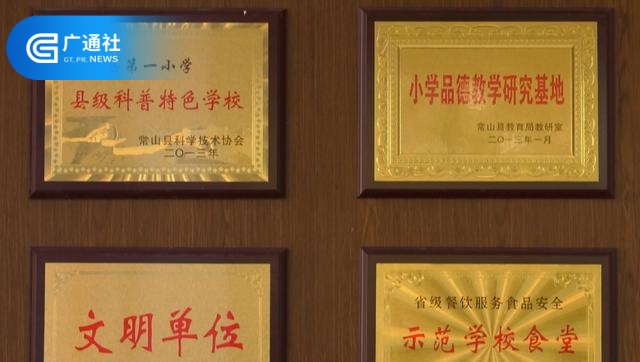 广通社
GT. PR. NEWS
第一小学
县级科普特色学校
常山县科学技术协会
二〇一三年
小学品德教学研究基地
常山县教育局教研室
二〇一三年一月
文明单位
省级餐饮服务食品安全
示范学校食堂